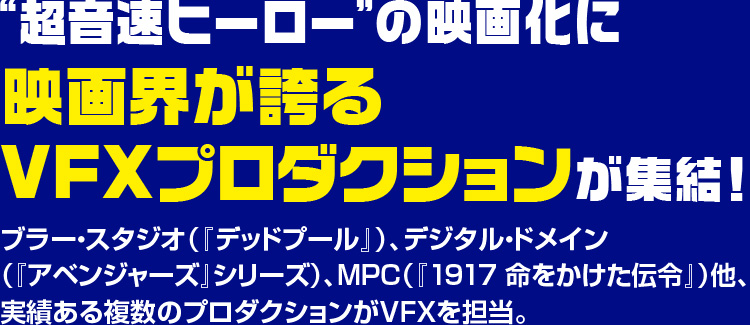 “超音速ヒーロー”の映画化に
映画界が誇る
VFXプロダクションが集結！
ブラー・スタジオ（『デッドプール』）、デジタル・ドメイン
（『アベンジャーズ』シリーズ）、MPC（『1917 命をかけた伝令』）他、
実績ある複数のプロダクションがVFXを担当。